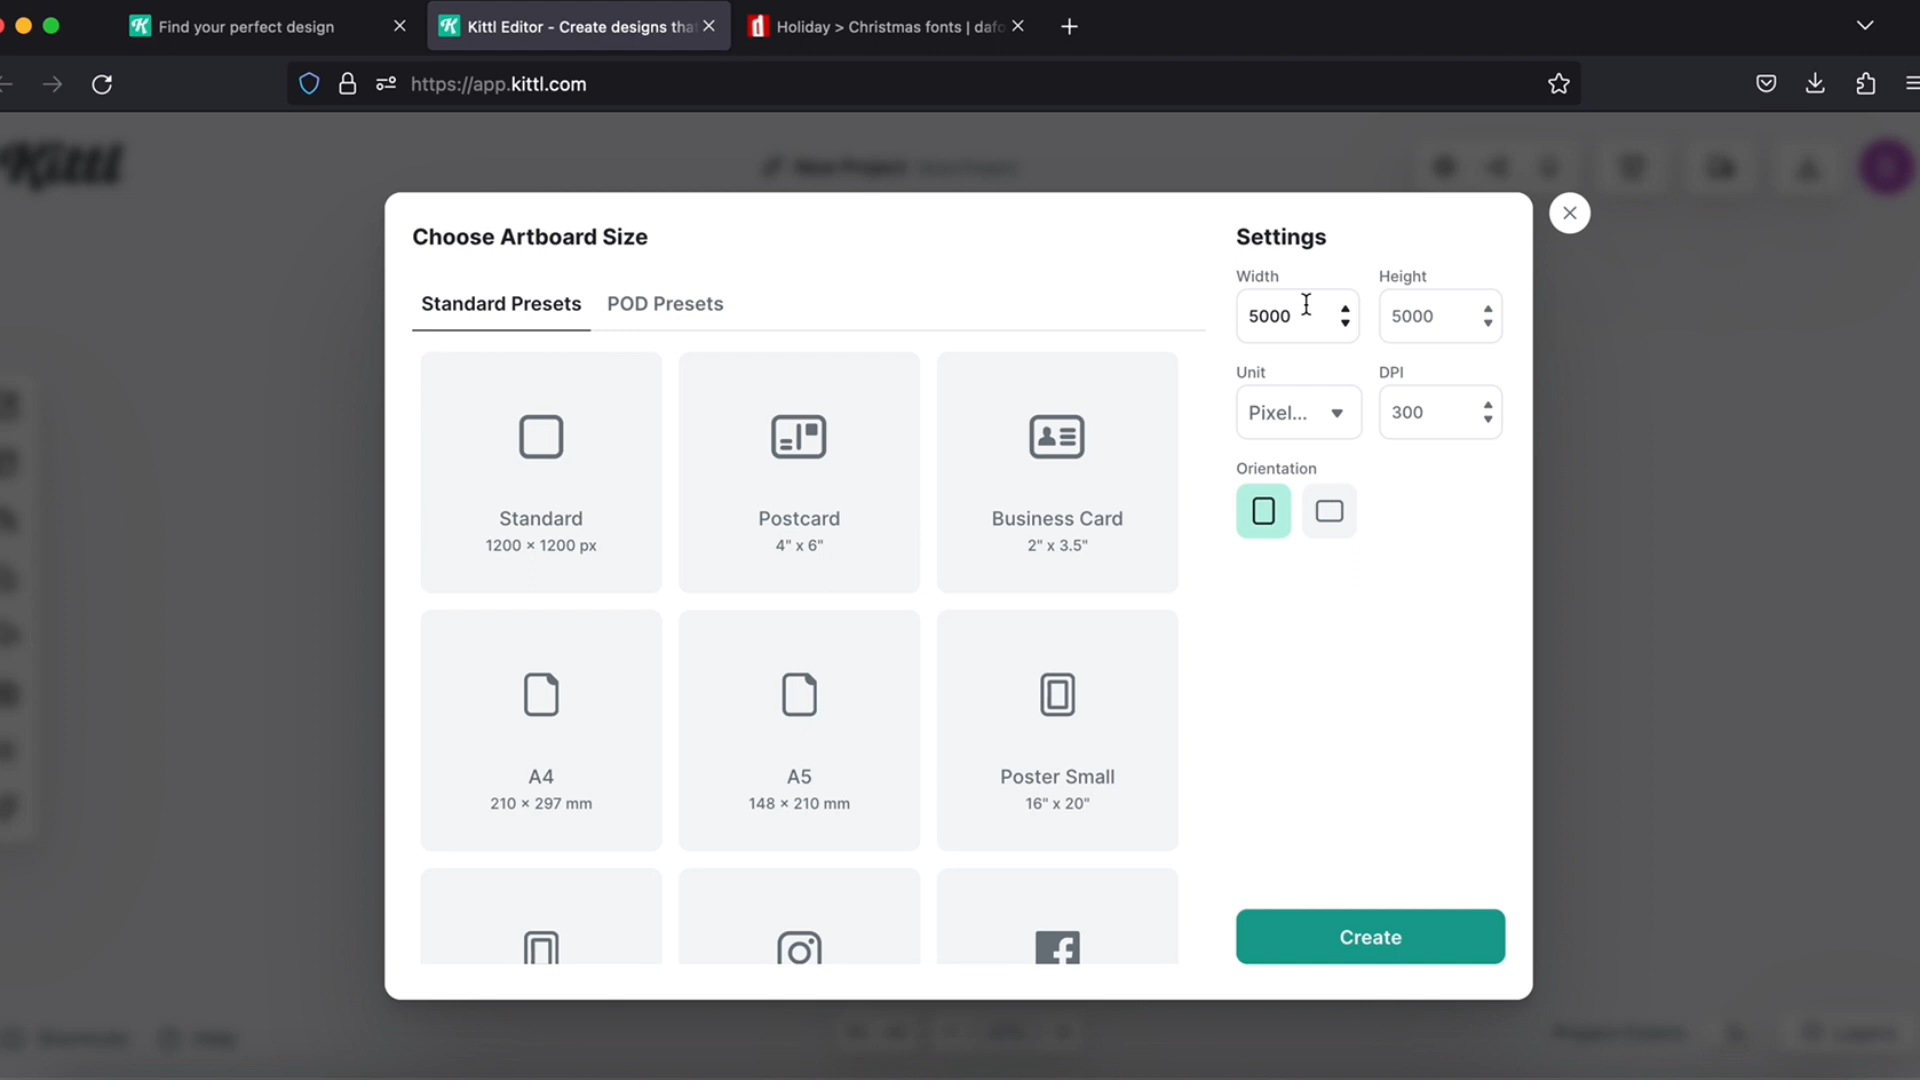 Find your perfect design
Kittl Editor - Create designs tha
Holiday > Christmas fonts | dafo
https://app.kittl.com
Kittl
Choose Artboard Size
Standard Presets
POD Presets
Standard
1200 × 1200 px
Postcard
4" x 6"
Business Card
2" x 3.5"
A4
210 × 297 mm
A5
148 × 210 mm
Poster Small
16" x 20"
Settings
Width
Height
5000
5000
Unit
DPI
Pixel...
300
Orientation
Create